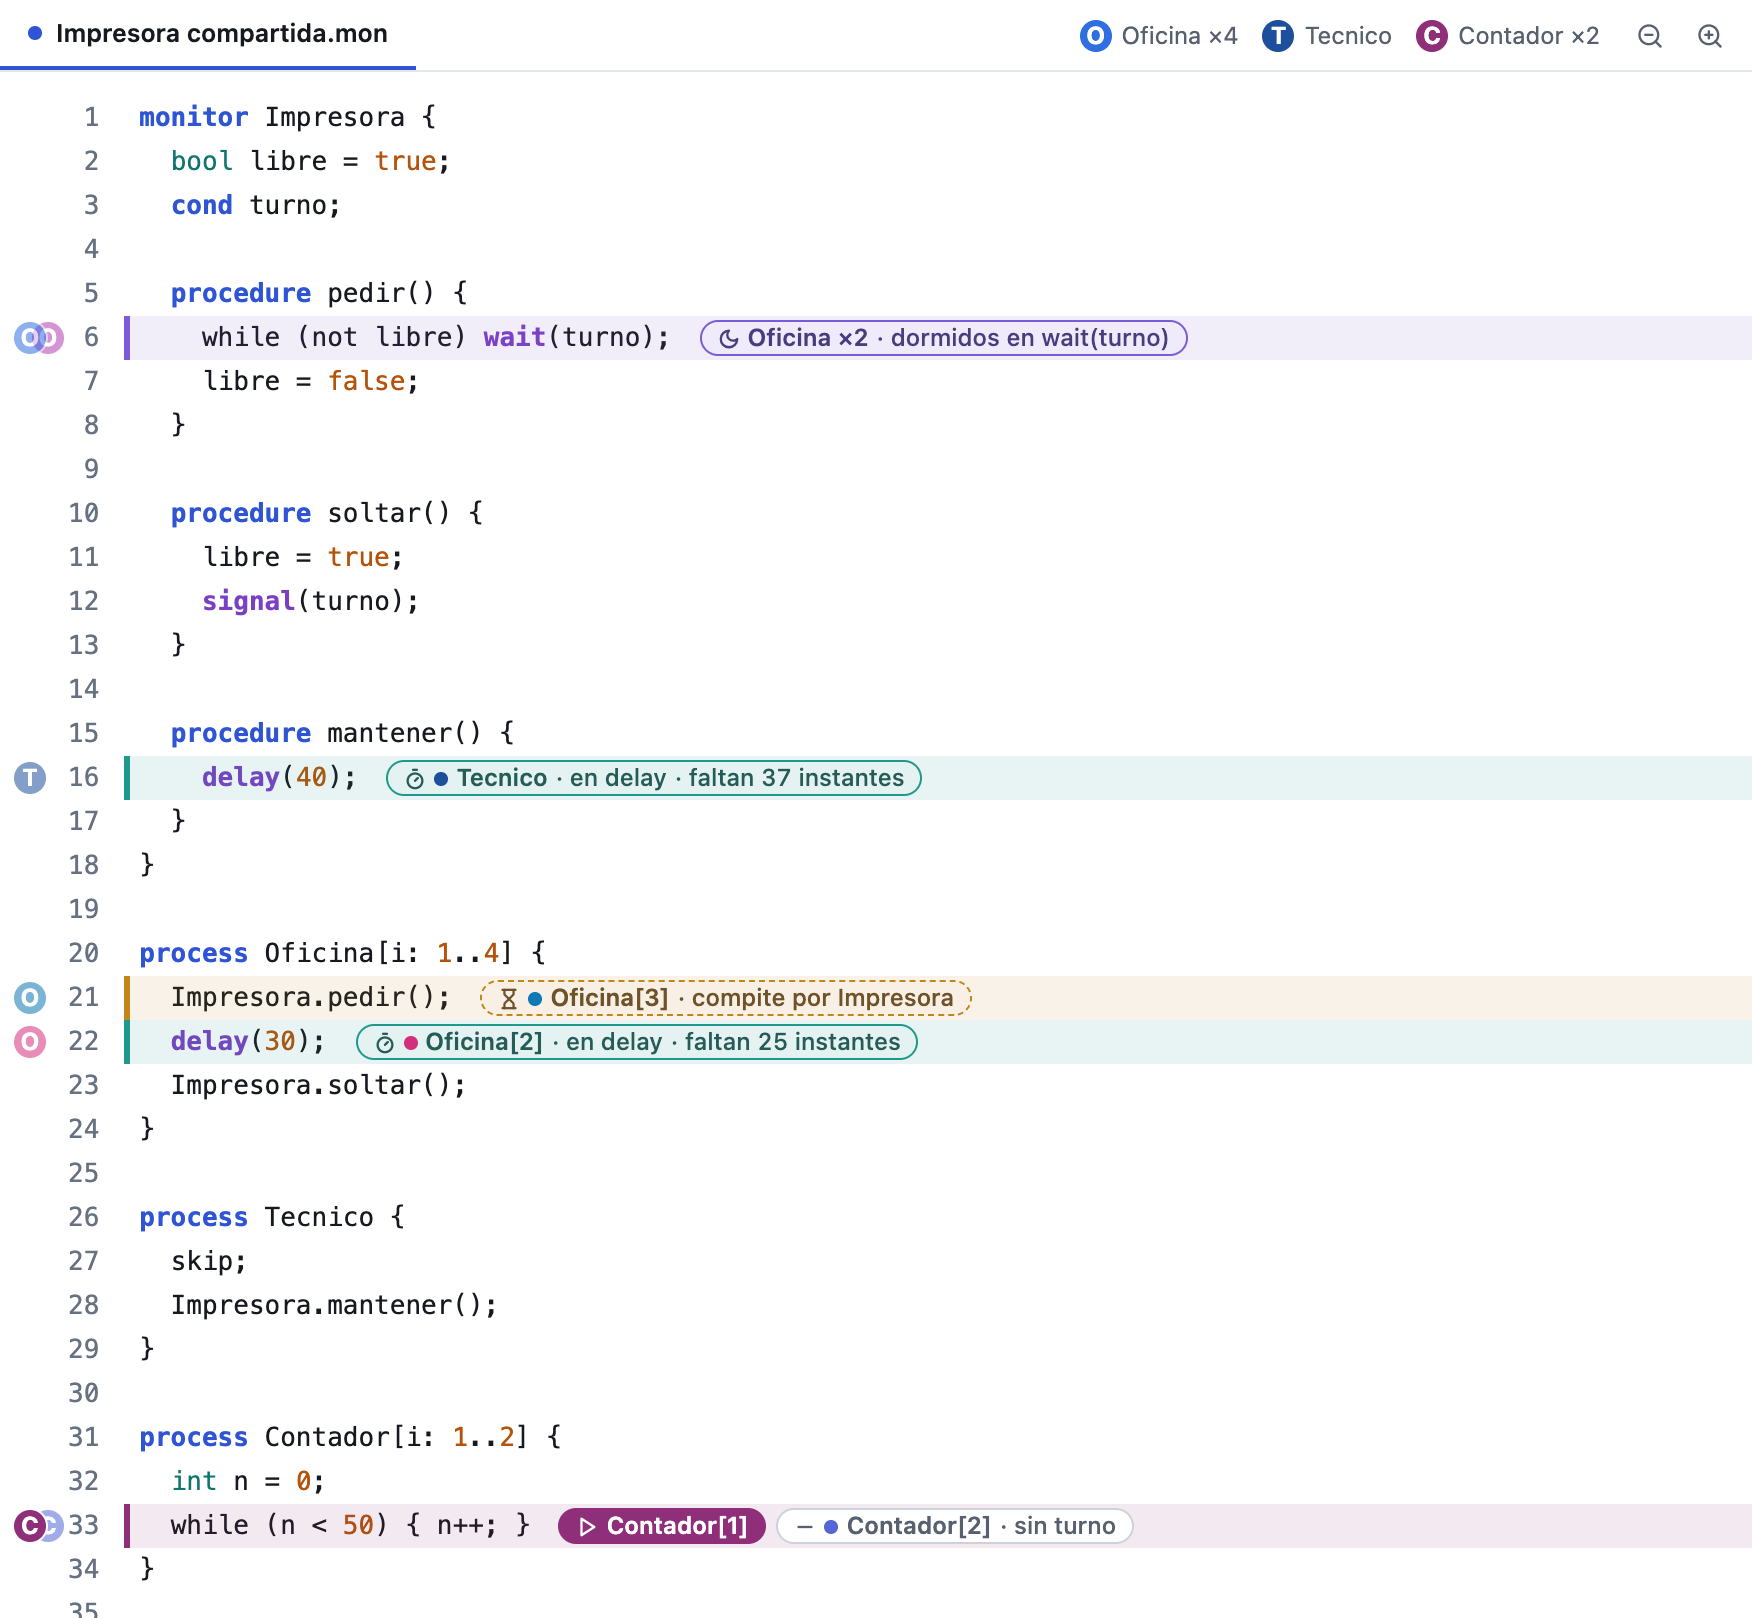 Impresora compartida.mon
O Oficina ×4 T Tecnico C Contador ×2
1 monitor Impresora {
2 bool libre = true;
3 cond turno;
4
5 procedure pedir() {
O O 6 while (not libre) wait(turno); Oficina ×2 · dormidos en wait(turno)
7 libre = false;
8 }
9
10 procedure soltar() {
11 libre = true;
12 signal(turno);
13 }
14
15 procedure mantener() {
T 16 delay(40); Tecnico · en delay · faltan 37 instantes
17 }
18 }
19
20 process Oficina[i: 1..4] {
O 21 Impresora.pedir(); Oficina[3] · compite por Impresora
O 22 delay(30); Oficina[2] · en delay · faltan 25 instantes
23 Impresora.soltar();
24 }
25
26 process Tecnico {
27 skip;
28 Impresora.mantener();
29 }
30
31 process Contador[i: 1..2] {
32 int n = 0;
C C 33 while (n < 50) { n++; } Contador[1] – Contador[2] · sin turno
34 }
35